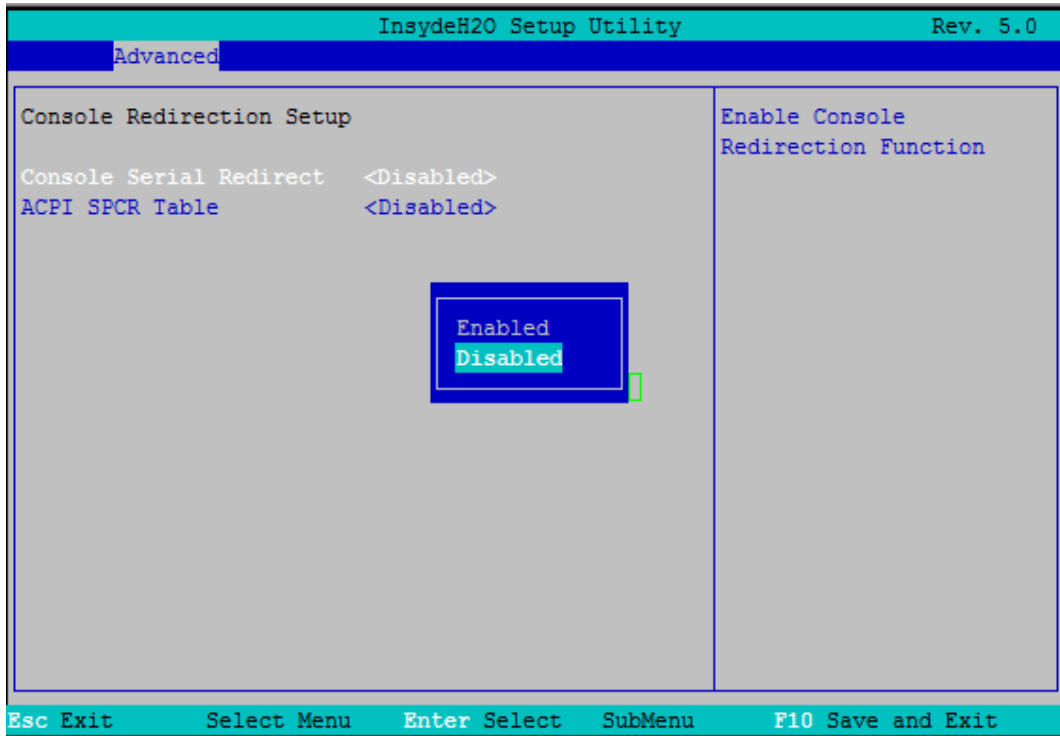 InsydeH2O Setup Utility Rev. 5.0
Advanced
Console Redirection Setup
Console Serial Redirect <Disabled>
ACPI SPCR Table <Disabled>
Enable Console
Redirection Function
Enabled
Disabled
Esc Exit Select Menu Enter Select SubMenu F10 Save and Exit